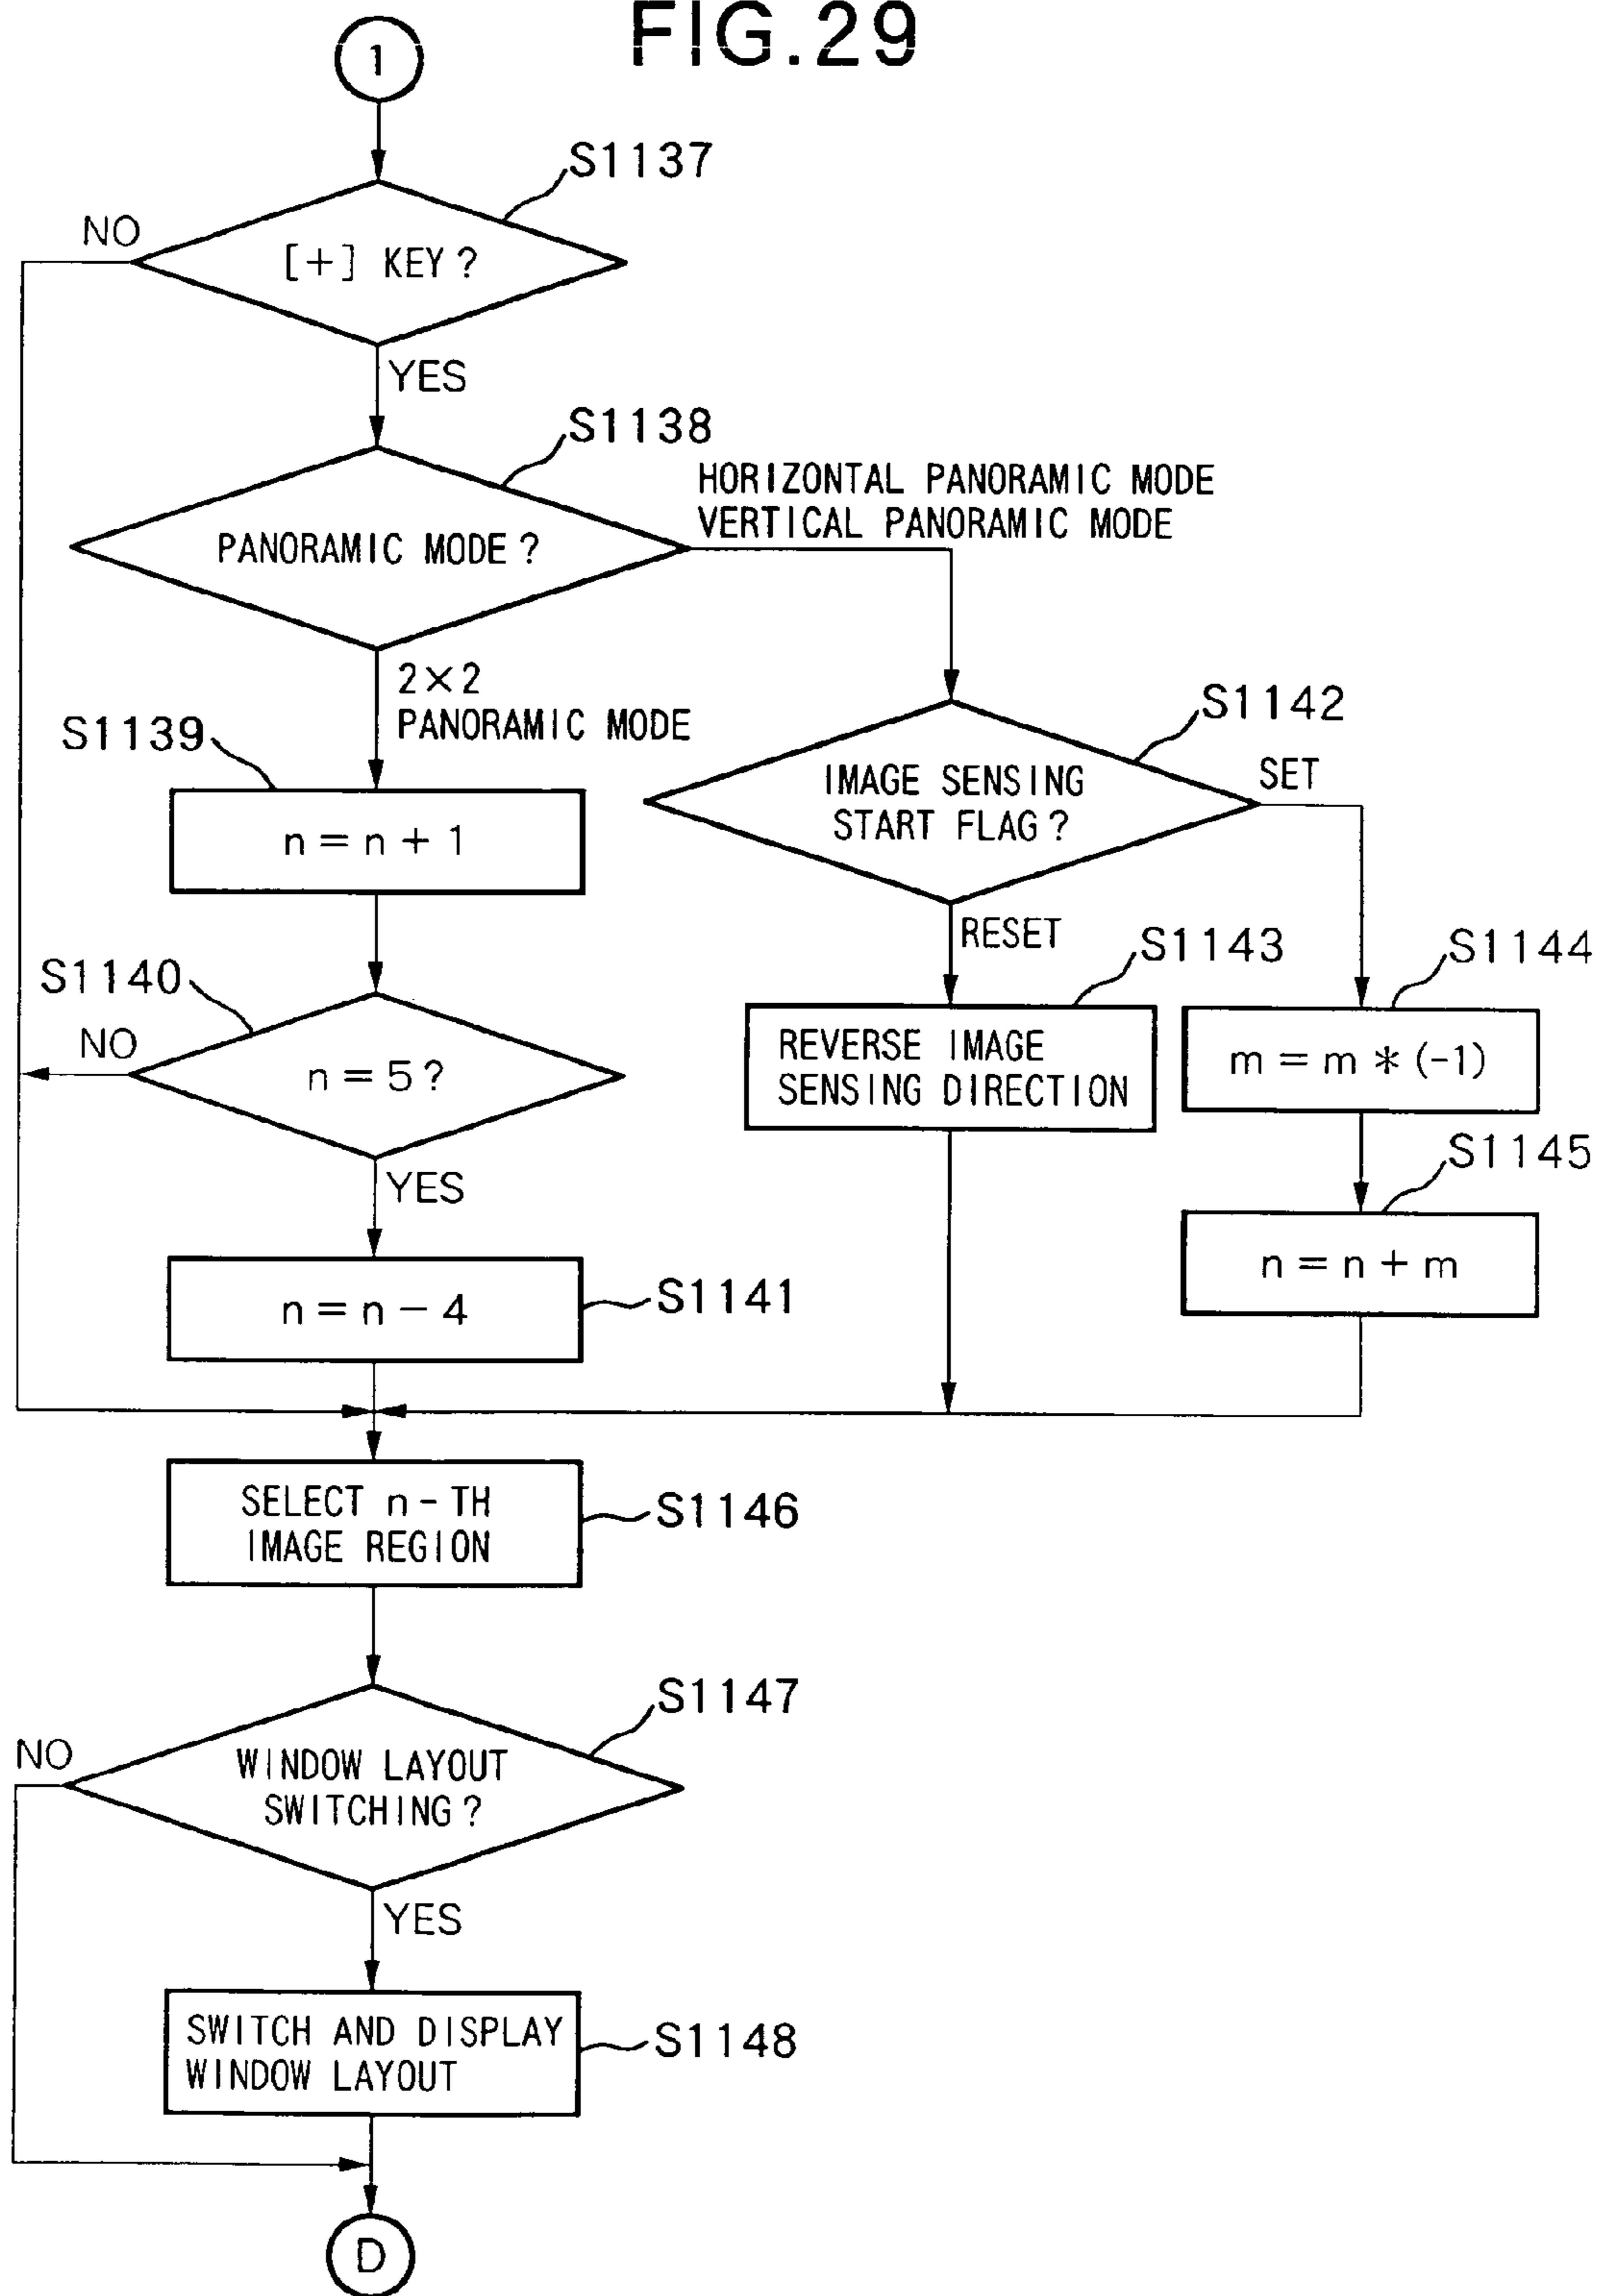 FIG.29
1
S1137
NO
[+] KEY?
YES
S1138
HORIZONTAL PANORAMIC MODE
VERTICAL PANORAMIC MODE
PANORAMIC MODE?
2×2
PANORAMIC MODE
S1139
n = n + 1
S1142
IMAGE SENSING
START FLAG?
SET
RESET
S1140
NO
n = 5?
YES
S1143
REVERSE IMAGE
SENSING DIRECTION
S1144
m = m * (-1)
S1145
n = n + m
n = n - 4
S1141
SELECT n-TH
IMAGE REGION
S1146
S1147
NO
WINDOW LAYOUT
SWITCHING?
YES
SWITCH AND DISPLAY
WINDOW LAYOUT
S1148
D